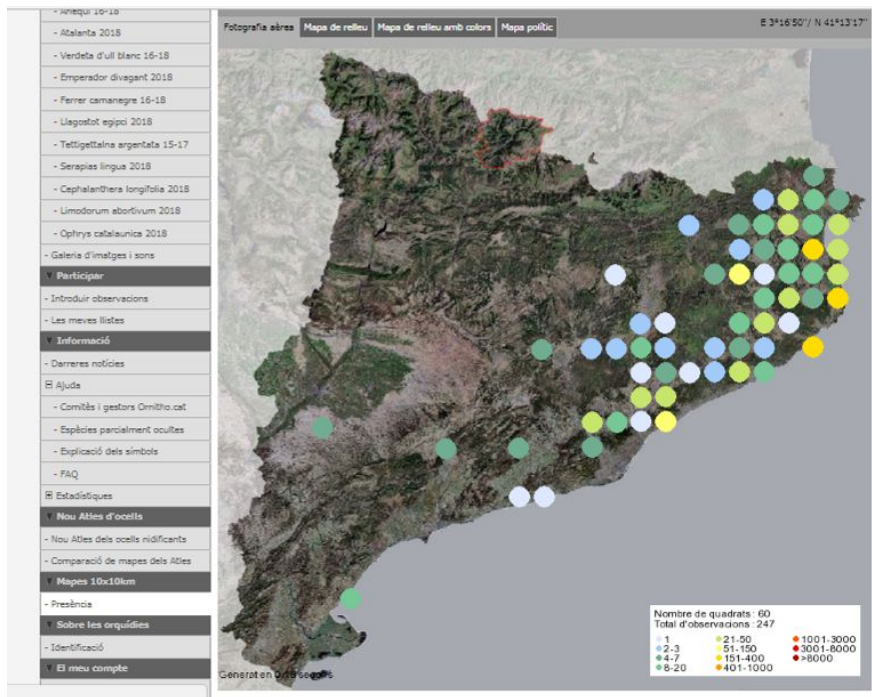 - Arlequí 16-18
- Atalanta 2018
- Verdeta d'ull blanc 16-18
- Emperador divagant 2018
- Ferrer camanegre 16-18
- Llagostot egipci 2018
- Tettigettalna argentata 15-17
- Serapias lingua 2018
- Cephalanthera longifolia 2018
- Limodorum abortivum 2018
- Ophrys catalaunica 2018
- Galeria d'imatges i sons
Participar
- Introduir observacions
- Les meves llistes
Informació
- Darreres notícies
Ajuda
- Comitès i gestors Ornitho.cat
- Espècies parcialment ocultes
- Explicació dels símbols
- FAQ
Estadístiques
Nou Atles d'ocells
- Nou Atles dels ocells nidificants
- Comparació de mapes dels Atles
Mapes 10x10km
- Presència
Sobre les orquídies
- Identificació
El meu compte
Fotografia aèrea Mapa de relleu Mapa de relleu amb colors Mapa polític
E 3°16'50''/ N 41°13'17''
Nombre de quadrats : 60
Total d'observacions : 247
1 21-50 1001-3000
2-3 51-150 3001-8000
4-7 151-400 >8000
8-20 401-1000
Generat en